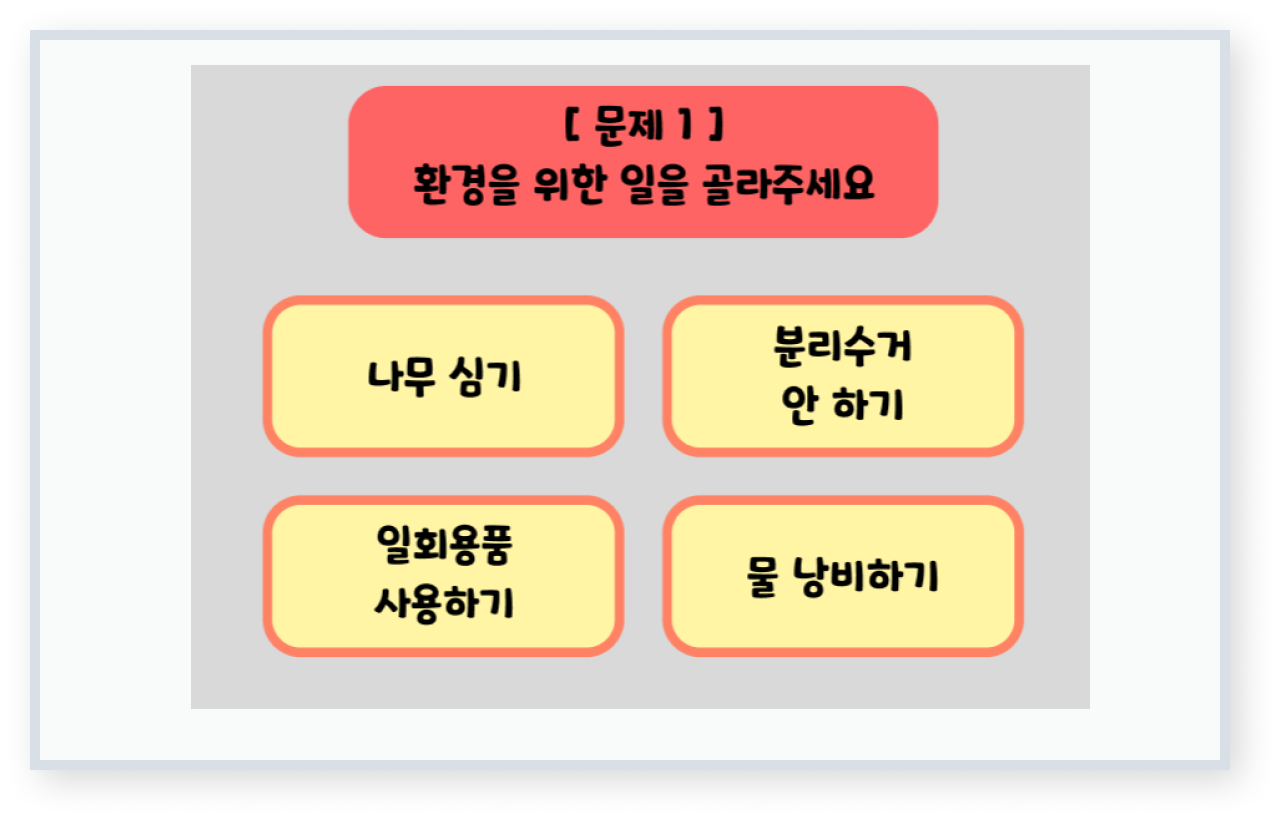 [ 문제 1 ]
환경을 위한 일을 골라주세요
나무 심기
분리수거
안 하기
일회용품
사용하기
물 낭비하기